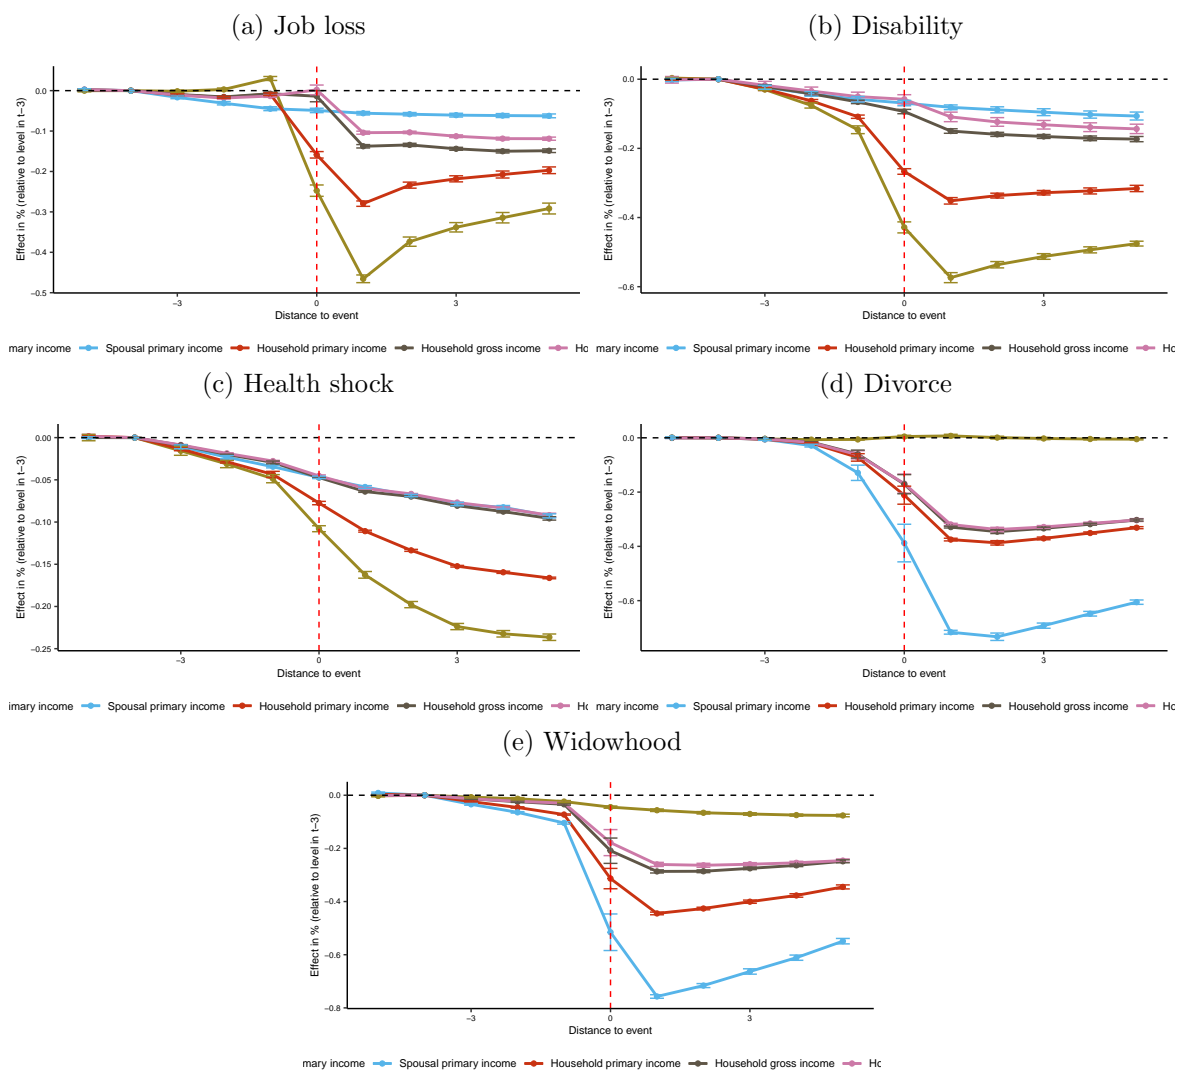 (a) Job loss
(b) Disability
Effect in % (relative to level in t−3)
0.0
−0.1
−0.2
−0.3
−0.4
−0.5
−3
0
3
Distance to event
mary income Spousal primary income Household primary income Household gross income Hc
Effect in % (relative to level in t−3)
0.0
−0.2
−0.4
−0.6
−3
0
3
Distance to event
mary income Spousal primary income Household primary income Household gross income Hc
(c) Health shock
(d) Divorce
Effect in % (relative to level in t−3)
0.00
−0.05
−0.10
−0.15
−0.20
−0.25
−3
0
3
Distance to event
imary income Spousal primary income Household primary income Household gross income Hc
Effect in % (relative to level in t−3)
0.0
−0.2
−0.4
−0.6
−3
0
3
Distance to event
mary income Spousal primary income Household primary income Household gross income Hc
(e) Widowhood
Effect in % (relative to level in t−3)
0.0
−0.2
−0.4
−0.6
−0.8
−3
0
3
Distance to event
mary income Spousal primary income Household primary income Household gross income Hc